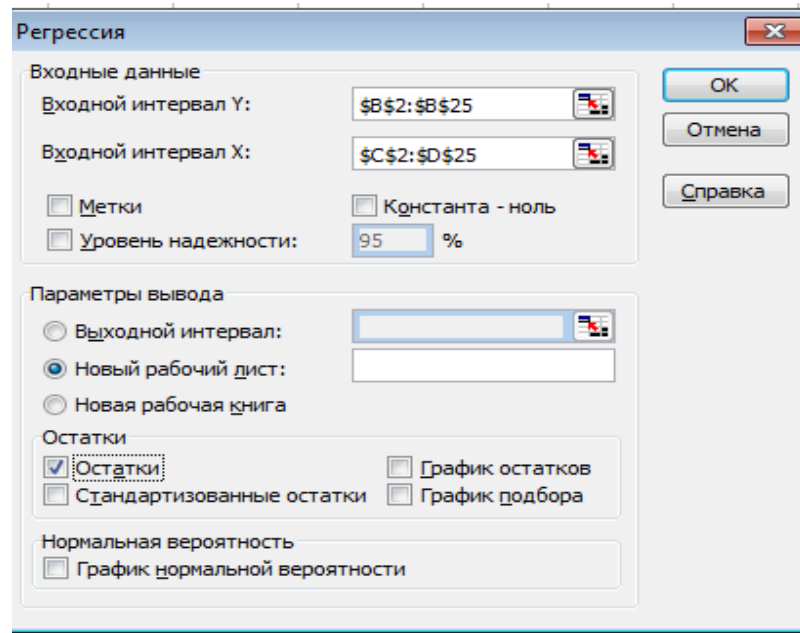 Регрессия
Входные данные
Входной интервал Y: $B$2:$B$25
Входной интервал X: $C$2:$D$25
Метки Константа - ноль
Уровень надежности: 95 %
OK
Отмена
Справка
Параметры вывода
Выходной интервал:
Новый рабочий лист:
Новая рабочая книга
Остатки
Остатки График остатков
Стандартизованные остатки График подбора
Нормальная вероятность
График нормальной вероятности